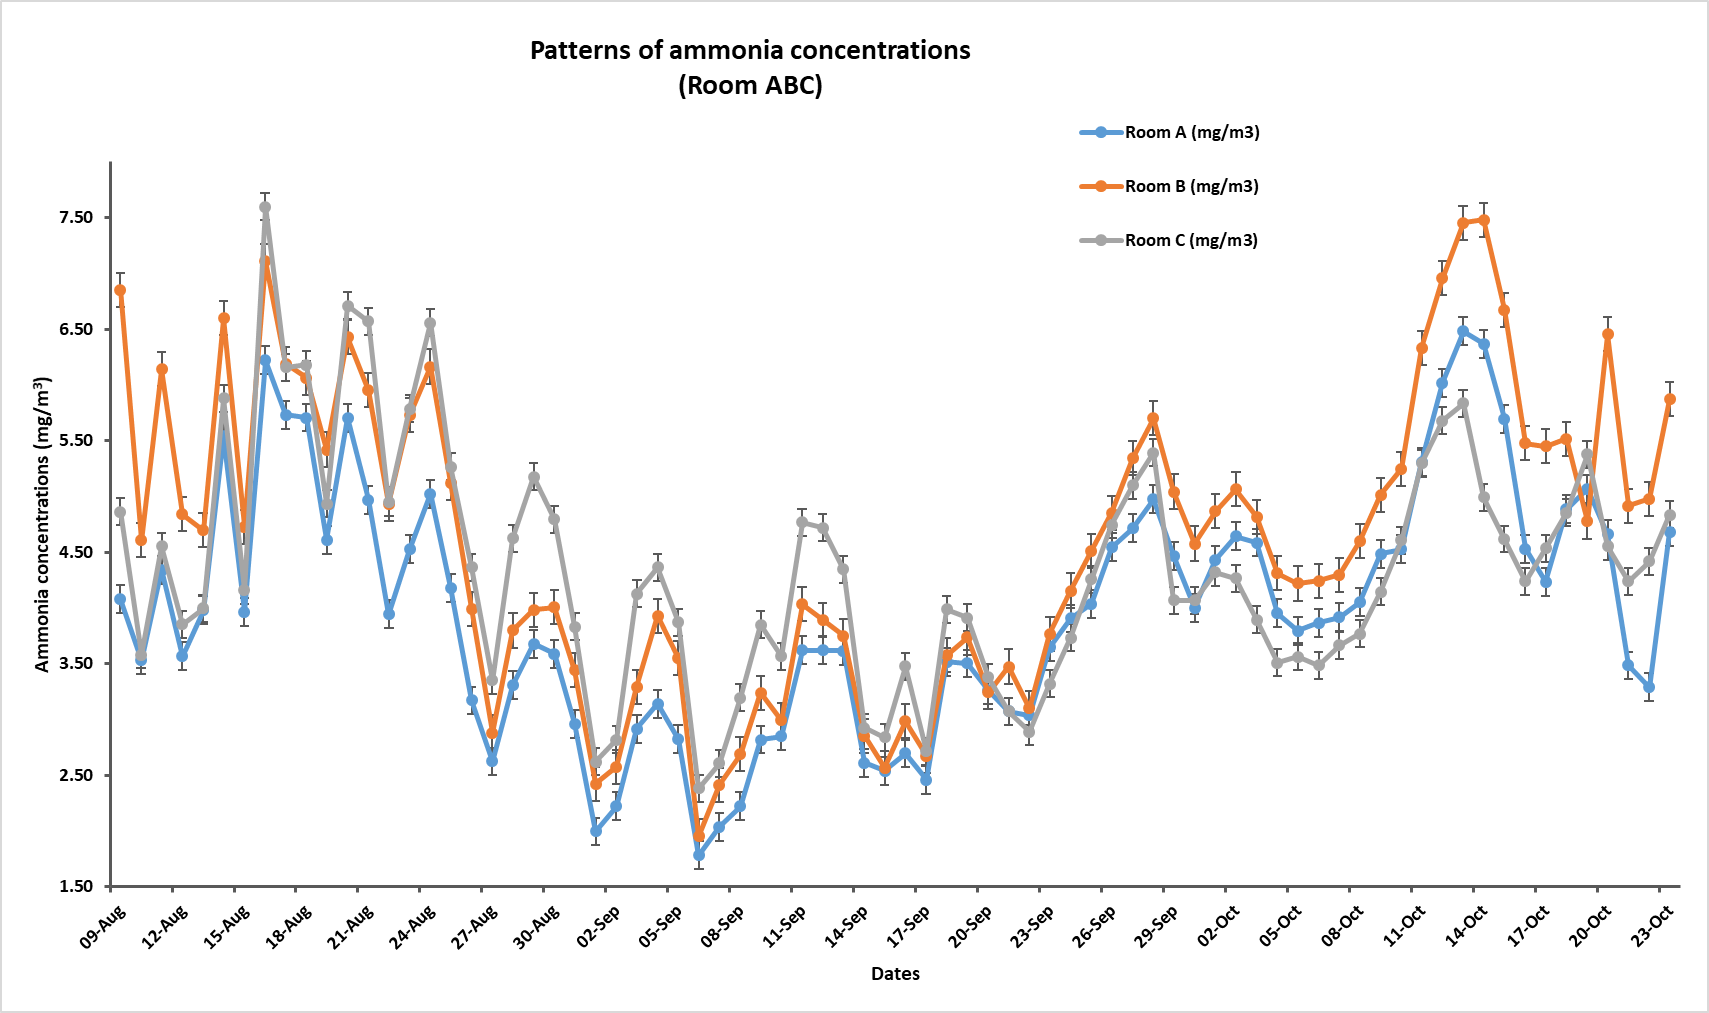 Patterns of ammonia concentrations
(Room ABC)
Room A (mg/m3)
Room B (mg/m3)
Room C (mg/m3)
Ammonia concentrations (mg/m³)
7.50
6.50
5.50
4.50
3.50
2.50
1.50
09-Aug
12-Aug
15-Aug
18-Aug
21-Aug
24-Aug
27-Aug
30-Aug
02-Sep
05-Sep
08-Sep
11-Sep
14-Sep
17-Sep
20-Sep
23-Sep
26-Sep
29-Sep
02-Oct
05-Oct
08-Oct
11-Oct
14-Oct
17-Oct
20-Oct
23-Oct
Dates